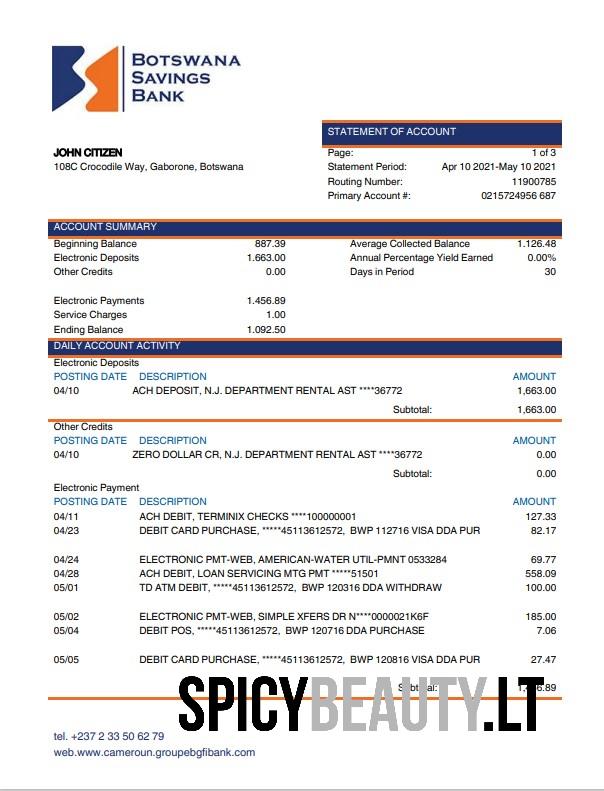 BOTSWANA
SAVINGS
BANK
STATEMENT OF ACCOUNT
JOHN CITIZEN
108C Crocodile Way, Gaborone, Botswana
Page: 1 of 3
Statement Period: Apr 10 2021-May 10 2021
Routing Number: 11900785
Primary Account #: 0215724956 687
ACCOUNT SUMMARY
Beginning Balance 887.39 Average Collected Balance 1.126.48
Electronic Deposits 1.663.00 Annual Percentage Yield Earned 0.00%
Other Credits 0.00 Days in Period 30
Electronic Payments 1.456.89
Service Charges 1.00
Ending Balance 1.092.50
DAILY ACCOUNT ACTIVITY
Electronic Deposits
POSTING DATE DESCRIPTION AMOUNT
04/10 ACH DEPOSIT, N.J. DEPARTMENT RENTAL AST ****36772 1,663.00
Subtotal: 1,663.00
Other Credits
POSTING DATE DESCRIPTION AMOUNT
04/10 ZERO DOLLAR CR, N.J. DEPARTMENT RENTAL AST ****36772 0.00
Subtotal: 0.00
Electronic Payment
POSTING DATE DESCRIPTION AMOUNT
04/11 ACH DEBIT, TERMINIX CHECKS ****100000001 127.33
04/23 DEBIT CARD PURCHASE, *****45113612572, BWP 112716 VISA DDA PUR 82.17
04/24 ELECTRONIC PMT-WEB, AMERICAN-WATER UTIL-PMNT 0533284 69.77
04/28 ACH DEBIT, LOAN SERVICING MTG PMT *****51501 558.09
05/01 TD ATM DEBIT, *****45113612572, BWP 120316 DDA WITHDRAW 100.00
05/02 ELECTRONIC PMT-WEB, SIMPLE XFERS DR N****0000021K6F 185.00
05/04 DEBIT POS, *****45113612572, BWP 120716 DDA PURCHASE 7.06
05/05 DEBIT CARD PURCHASE, *****45113612572, BWP 120816 VISA DDA PUR 27.47
SPICYBEAUTY.LT
tel. +237 2 33 50 62 79
web.www.cameroun.groupebgfibank.com